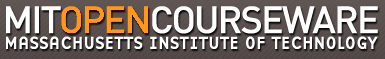 MITOPENCOURSEWARE
MASSACHUSETTS INSTITUTE OF TECHNOLOGY